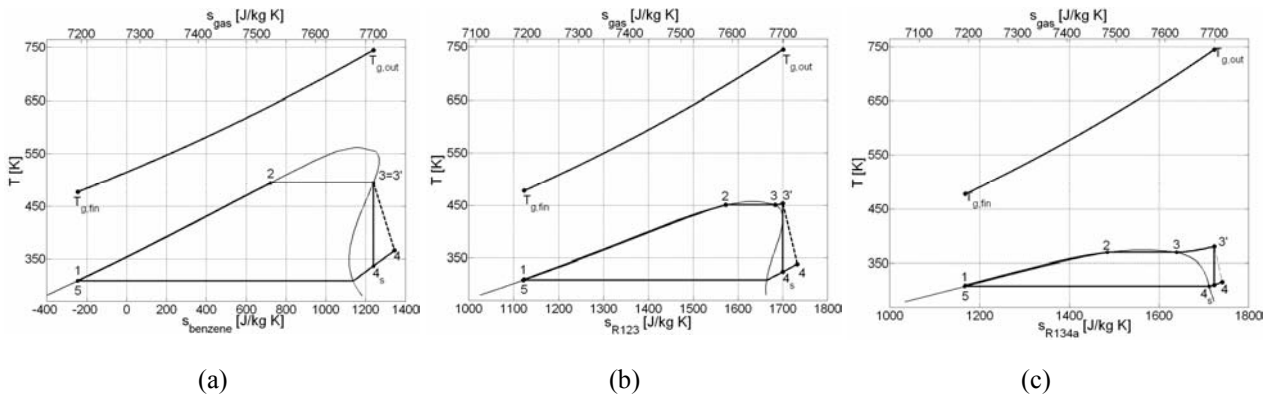 s_gas [J/kg K]
7200 7300 7400 7500 7600 7700
750
650
550
450
350
T [K]
T_g,out
T_g,fin
2
3=3'
1
5
4
4_s
-400 -200 0 200 400 600 800 1000 1200 1400
s_benzene [J/kg K]
(a)
s_gas [J/kg K]
7100 7200 7300 7400 7500 7600 7700
750
650
550
450
350
T [K]
T_g,out
T_g,fin
2
3 3'
1
5
4
4_s
1000 1100 1200 1300 1400 1500 1600 1700 1800
s_R123 [J/kg K]
(b)
s_gas [J/kg K]
7100 7200 7300 7400 7500 7600 7700
750
650
550
450
350
T [K]
T_g,out
T_g,fin
2
3
3'
1
5
4_s
4
1000 1200 1400 1600 1800
s_R134a [J/kg K]
(c)